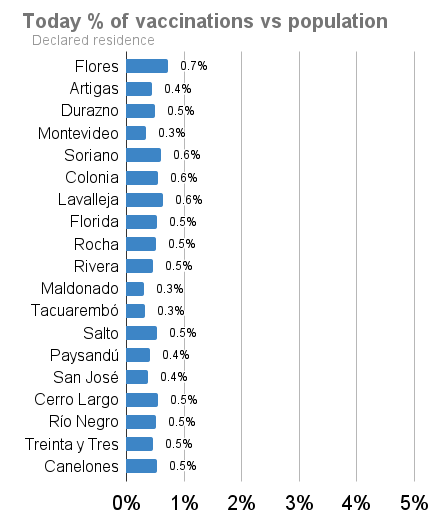 Today % of vaccinations vs population
Declared residence
Flores 0.7%
Artigas 0.4%
Durazno 0.5%
Montevideo 0.3%
Soriano 0.6%
Colonia 0.6%
Lavalleja 0.6%
Florida 0.5%
Rocha 0.5%
Rivera 0.5%
Maldonado 0.3%
Tacuarembó 0.3%
Salto 0.5%
Paysandú 0.4%
San José 0.4%
Cerro Largo 0.5%
Río Negro 0.5%
Treinta y Tres 0.5%
Canelones 0.5%
0% 1% 2% 3% 4% 5%